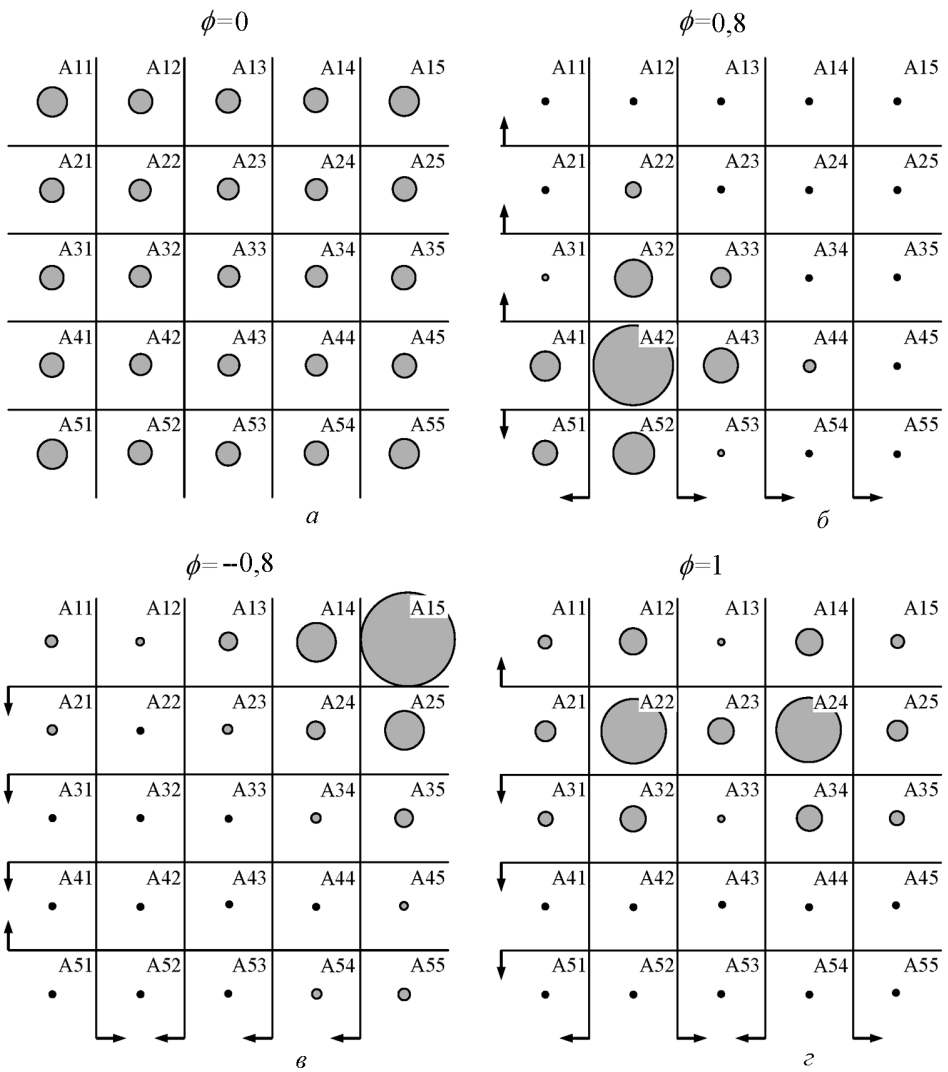 ϕ=0
A11 A12 A13 A14 A15
A21 A22 A23 A24 A25
A31 A32 A33 A34 A35
A41 A42 A43 A44 A45
A51 A52 A53 A54 A55
а
ϕ=0,8
A11 A12 A13 A14 A15
A21 A22 A23 A24 A25
A31 A32 A33 A34 A35
A41 A42 A43 A44 A45
A51 A52 A53 A54 A55
б
ϕ=--0,8
A11 A12 A13 A14 A15
A21 A22 A23 A24 A25
A31 A32 A33 A34 A35
A41 A42 A43 A44 A45
A51 A52 A53 A54 A55
в
ϕ=1
A11 A12 A13 A14 A15
A21 A22 A23 A24 A25
A31 A32 A33 A34 A35
A41 A42 A43 A44 A45
A51 A52 A53 A54 A55
г